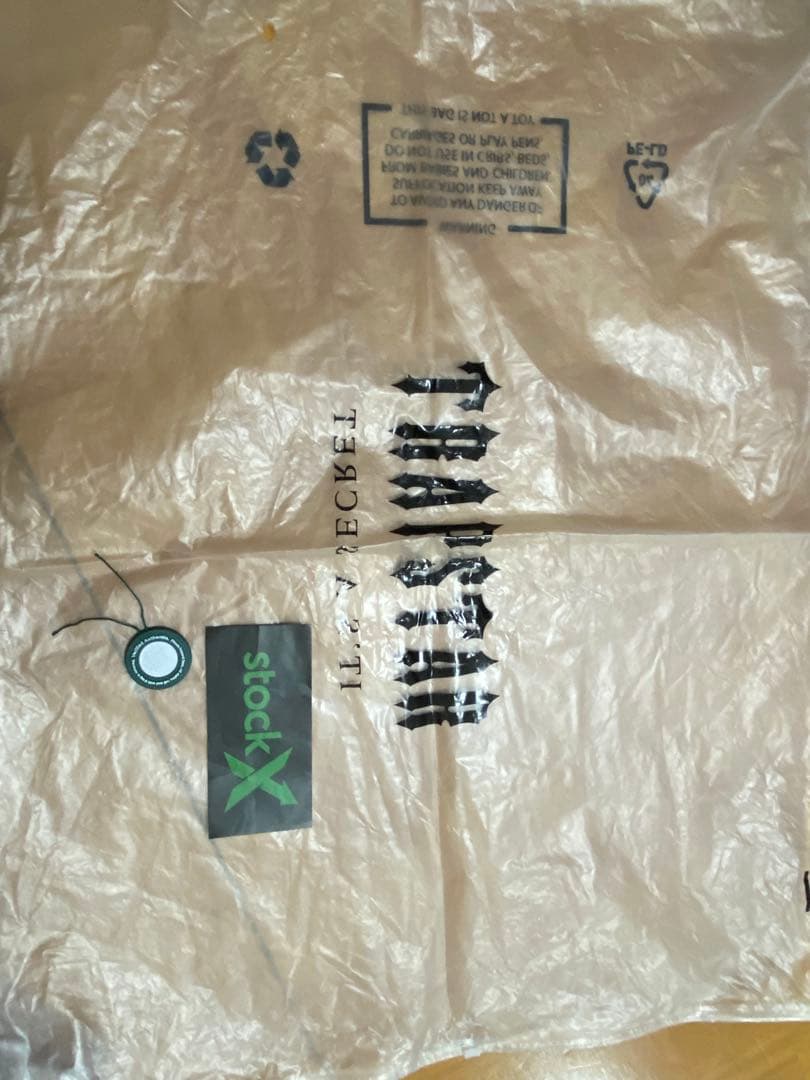 TRAPSTAR
IT'S A SECRET
stockX
WARNING
TO AVOID ANY DANGER OF
SUFFOCATION KEEP AWAY
FROM BABIES AND CHILDREN.
DO NOT USE IN CRIBS, BEDS,
CARRIAGES OR PLAY PENS.
THIS BAG IS NOT A TOY
PE-LD